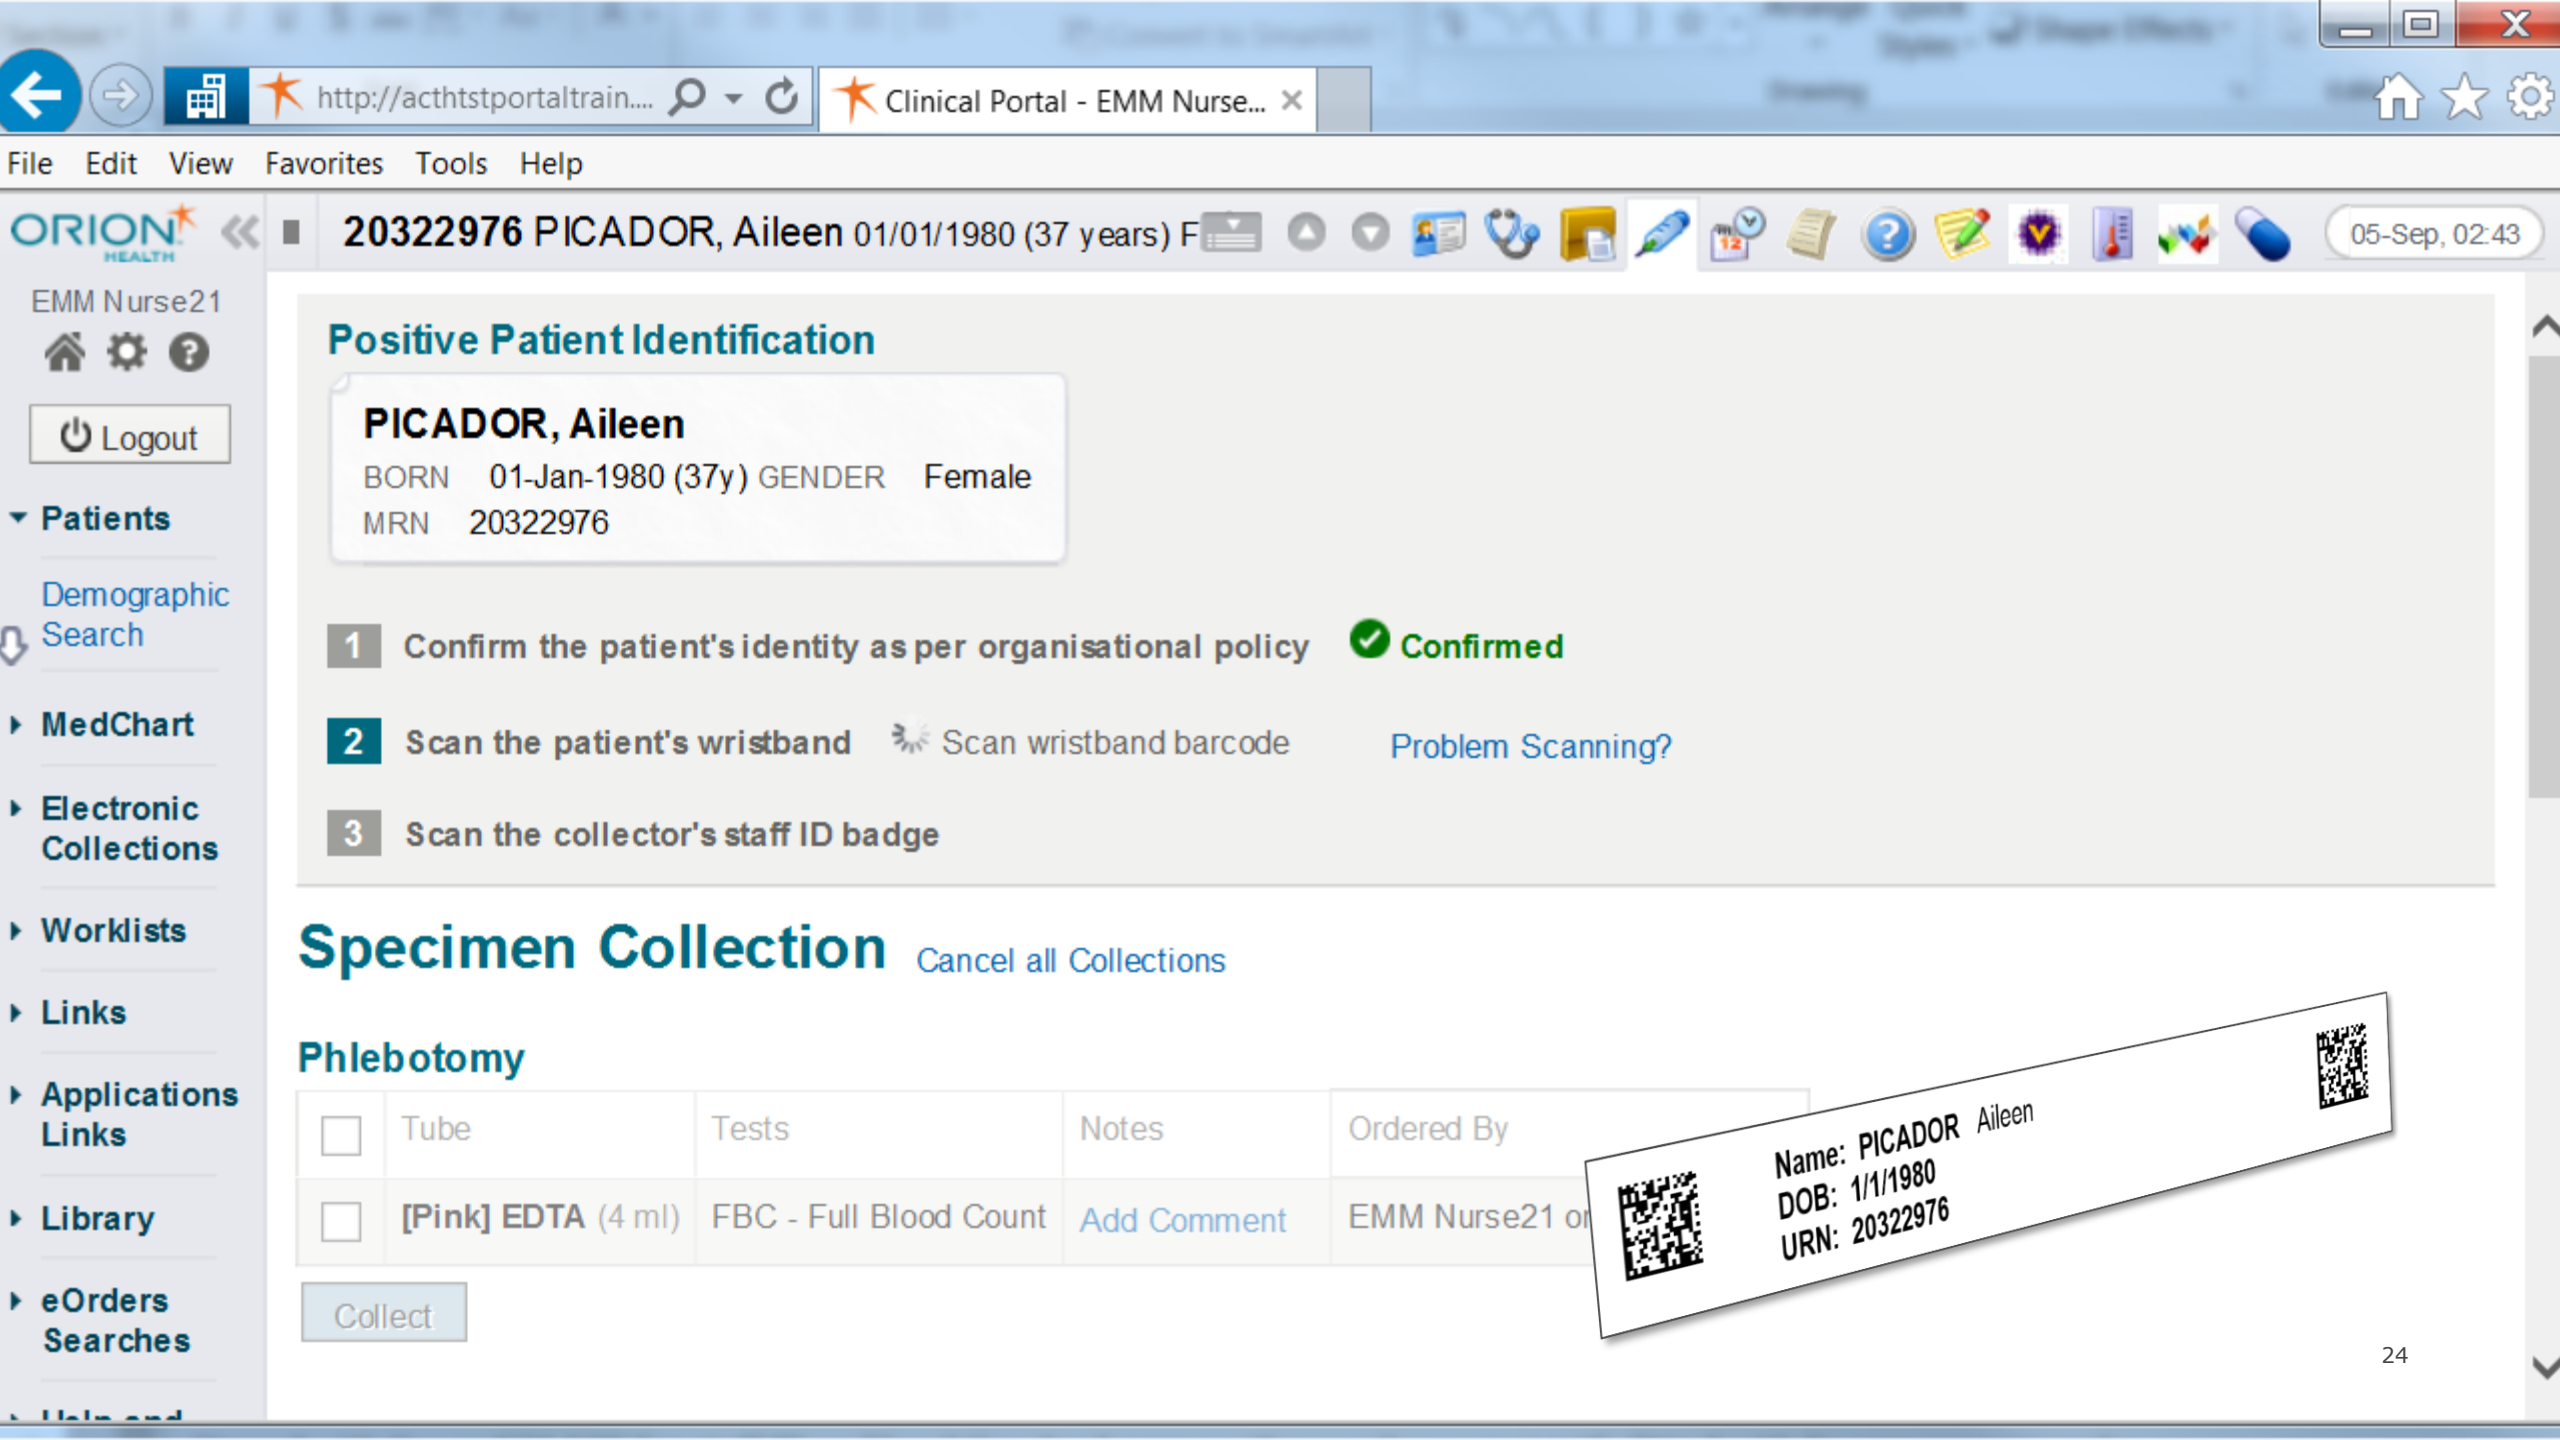 http://acthtstportaltrain....
Clinical Portal - EMM Nurse...
File Edit View Favorites Tools Help
ORION HEALTH
20322976 PICADOR, Aileen 01/01/1980 (37 years) F
05-Sep, 02:43
EMM Nurse21
Logout
Patients
Demographic
Search
MedChart
Electronic
Collections
Worklists
Links
Applications
Links
Library
eOrders
Searches
Positive Patient Identification
PICADOR, Aileen
BORN 01-Jan-1980 (37y) GENDER Female
MRN 20322976
1 Confirm the patient's identity as per organisational policy Confirmed
2 Scan the patient's wristband Scan wristband barcode Problem Scanning?
3 Scan the collector's staff ID badge
Specimen Collection Cancel all Collections
Phlebotomy
Tube Tests Notes Ordered By
[Pink] EDTA (4 ml) FBC - Full Blood Count Add Comment EMM Nurse21
Collect
Name: PICADOR Aileen
DOB: 1/1/1980
URN: 20322976
24